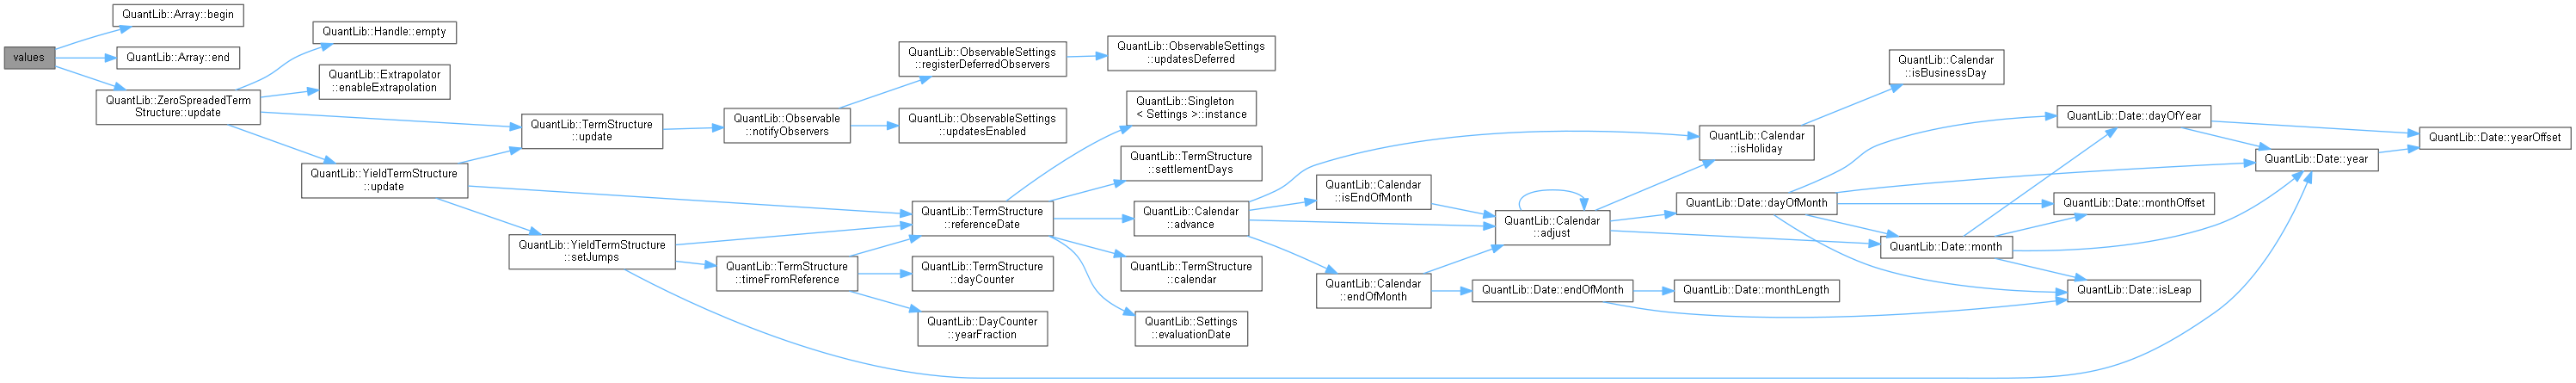 values
QuantLib::Array::begin
QuantLib::Array::end
QuantLib::ZeroSpreadedTerm
Structure::update
QuantLib::Handle::empty
QuantLib::Extrapolator
::enableExtrapolation
QuantLib::YieldTermStructure
::update
QuantLib::TermStructure
::update
QuantLib::YieldTermStructure
::setJumps
QuantLib::Observable
::notifyObservers
QuantLib::TermStructure
::timeFromReference
QuantLib::ObservableSettings
::registerDeferredObservers
QuantLib::ObservableSettings
::updatesEnabled
QuantLib::TermStructure
::referenceDate
QuantLib::TermStructure
::dayCounter
QuantLib::DayCounter
::yearFraction
QuantLib::ObservableSettings
::updatesDeferred
QuantLib::Singleton
< Settings >::instance
QuantLib::TermStructure
::settlementDays
QuantLib::Calendar
::advance
QuantLib::TermStructure
::calendar
QuantLib::Settings
::evaluationDate
QuantLib::Calendar
::isEndOfMonth
QuantLib::Calendar
::endOfMonth
QuantLib::Calendar
::adjust
QuantLib::Date::endOfMonth
QuantLib::Calendar
::isHoliday
QuantLib::Date::dayOfMonth
QuantLib::Date::monthLength
QuantLib::Calendar
::isBusinessDay
QuantLib::Date::month
QuantLib::Date::dayOfYear
QuantLib::Date::monthOffset
QuantLib::Date::isLeap
QuantLib::Date::year
QuantLib::Date::yearOffset